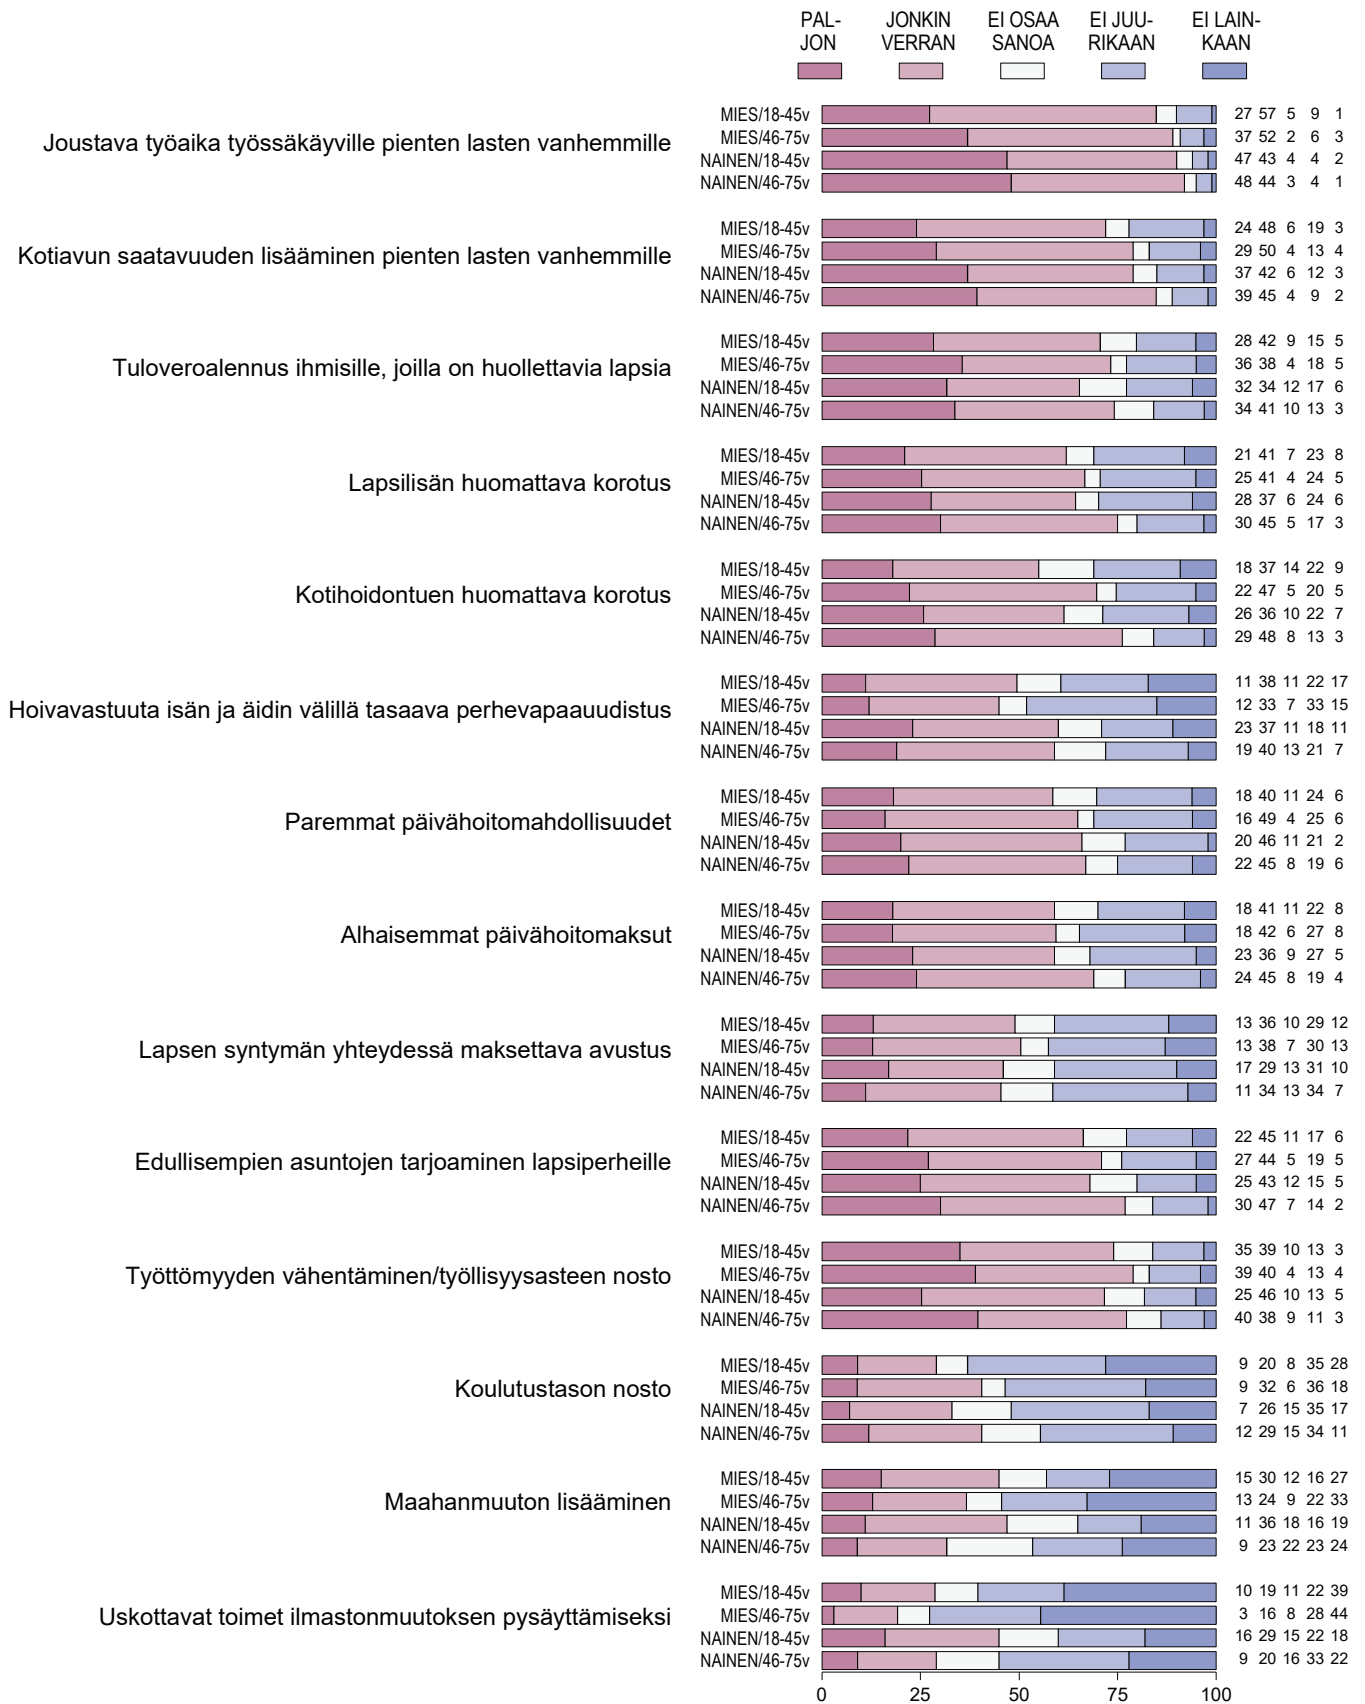 PAL-
JON
JONKIN
VERRAN
EI OSAA
SANOA
EI JUU-
RIKAAN
EI LAIN-
KAAN
Joustava työaika työssäkäyville pienten lasten vanhemmille
MIES/18-45v 27 57 5 9 1
MIES/46-75v 37 52 2 6 3
NAINEN/18-45v 47 43 4 4 2
NAINEN/46-75v 48 44 3 4 1
Kotiavun saatavuuden lisääminen pienten lasten vanhemmille
MIES/18-45v 24 48 6 19 3
MIES/46-75v 29 50 4 13 4
NAINEN/18-45v 37 42 6 12 3
NAINEN/46-75v 39 45 4 9 2
Tuloveroalennus ihmisille, joilla on huollettavia lapsia
MIES/18-45v 28 42 9 15 5
MIES/46-75v 36 38 4 18 5
NAINEN/18-45v 32 34 12 17 6
NAINEN/46-75v 34 41 10 13 3
Lapsilisän huomattava korotus
MIES/18-45v 21 41 7 23 8
MIES/46-75v 25 41 4 24 5
NAINEN/18-45v 28 37 6 24 6
NAINEN/46-75v 30 45 5 17 3
Kotihoidontuen huomattava korotus
MIES/18-45v 18 37 14 22 9
MIES/46-75v 22 47 5 20 5
NAINEN/18-45v 26 36 10 22 7
NAINEN/46-75v 29 48 8 13 3
Hoivavastuuta isän ja äidin välillä tasaava perhevapaauudistus
MIES/18-45v 11 38 11 22 17
MIES/46-75v 12 33 7 33 15
NAINEN/18-45v 23 37 11 18 11
NAINEN/46-75v 19 40 13 21 7
Paremmat päivähoitomahdollisuudet
MIES/18-45v 18 40 11 24 6
MIES/46-75v 16 49 4 25 6
NAINEN/18-45v 20 46 11 21 2
NAINEN/46-75v 22 45 8 19 6
Alhaisemmat päivähoitomaksut
MIES/18-45v 18 41 11 22 8
MIES/46-75v 18 42 6 27 8
NAINEN/18-45v 23 36 9 27 5
NAINEN/46-75v 24 45 8 19 4
Lapsen syntymän yhteydessä maksettava avustus
MIES/18-45v 13 36 10 29 12
MIES/46-75v 13 38 7 30 13
NAINEN/18-45v 17 29 13 31 10
NAINEN/46-75v 11 34 13 34 7
Edullisempien asuntojen tarjoaminen lapsiperheille
MIES/18-45v 22 45 11 17 6
MIES/46-75v 27 44 5 19 5
NAINEN/18-45v 25 43 12 15 5
NAINEN/46-75v 30 47 7 14 2
Työttömyyden vähentäminen/työllisyysasteen nosto
MIES/18-45v 35 39 10 13 3
MIES/46-75v 39 40 4 13 4
NAINEN/18-45v 25 46 10 13 5
NAINEN/46-75v 40 38 9 11 3
Koulutustason nosto
MIES/18-45v 9 20 8 35 28
MIES/46-75v 9 32 6 36 18
NAINEN/18-45v 7 26 15 35 17
NAINEN/46-75v 12 29 15 34 11
Maahanmuuton lisääminen
MIES/18-45v 15 30 12 16 27
MIES/46-75v 13 24 9 22 33
NAINEN/18-45v 11 36 18 16 19
NAINEN/46-75v 9 23 22 23 24
Uskottavat toimet ilmastonmuutoksen pysäyttämiseksi
MIES/18-45v 10 19 11 22 39
MIES/46-75v 3 16 8 28 44
NAINEN/18-45v 16 29 15 22 18
NAINEN/46-75v 9 20 16 33 22
0 25 50 75 100